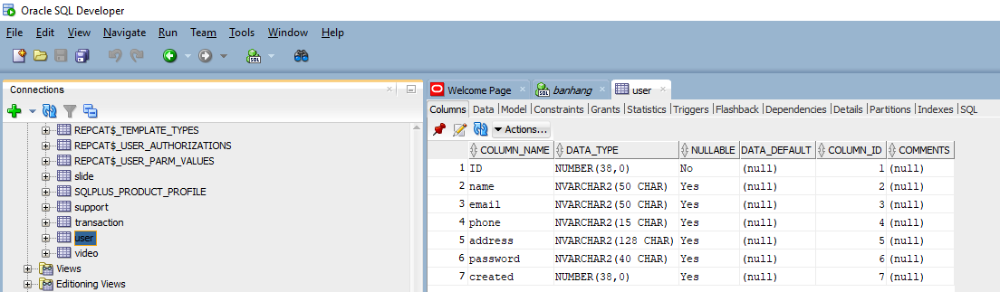 Oracle SQL Developer
File Edit View Navigate Run Team Tools Window Help
Connections
REPCAT$_TEMPLATE_TYPES
REPCAT$_USER_AUTHORIZATIONS
REPCAT$_USER_PARM_VALUES
slide
SQLPLUS_PRODUCT_PROFILE
support
transaction
user
video
Views
Editioning Views
Welcome Page banhang user
Columns Data Model Constraints Grants Statistics Triggers Flashback Dependencies Details Partitions Indexes SQL
Actions...
COLUMN_NAME DATA_TYPE NULLABLE DATA_DEFAULT COLUMN_ID COMMENTS
1 ID NUMBER(38,0) No (null) 1 (null)
2 name NVARCHAR2(50 CHAR) Yes (null) 2 (null)
3 email NVARCHAR2(50 CHAR) Yes (null) 3 (null)
4 phone NVARCHAR2(15 CHAR) Yes (null) 4 (null)
5 address NVARCHAR2(128 CHAR) Yes (null) 5 (null)
6 password NVARCHAR2(40 CHAR) Yes (null) 6 (null)
7 created NUMBER(38,0) Yes (null) 7 (null)